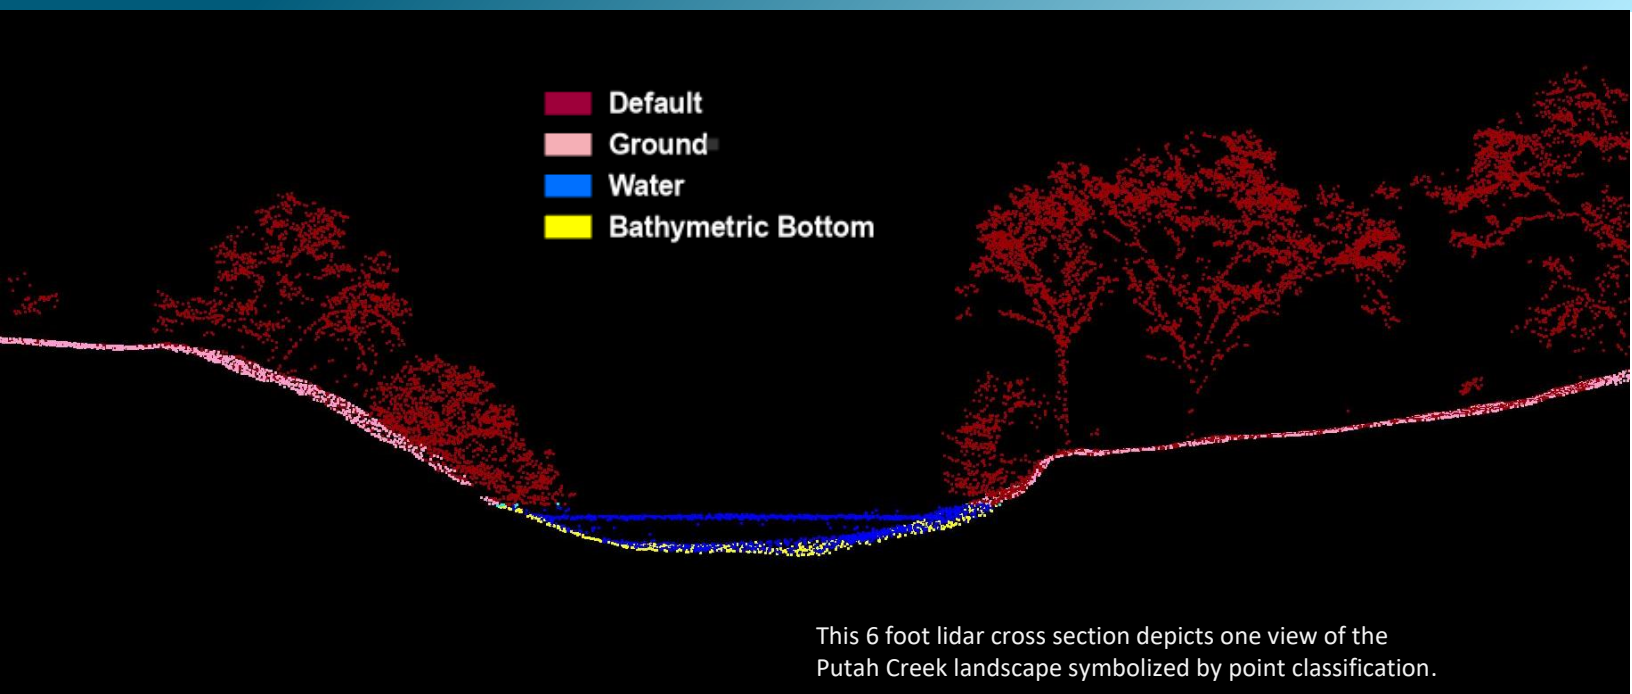 Default
Ground
Water
Bathymetric Bottom
This 6 foot lidar cross section depicts one view of the
Putah Creek landscape symbolized by point classification.